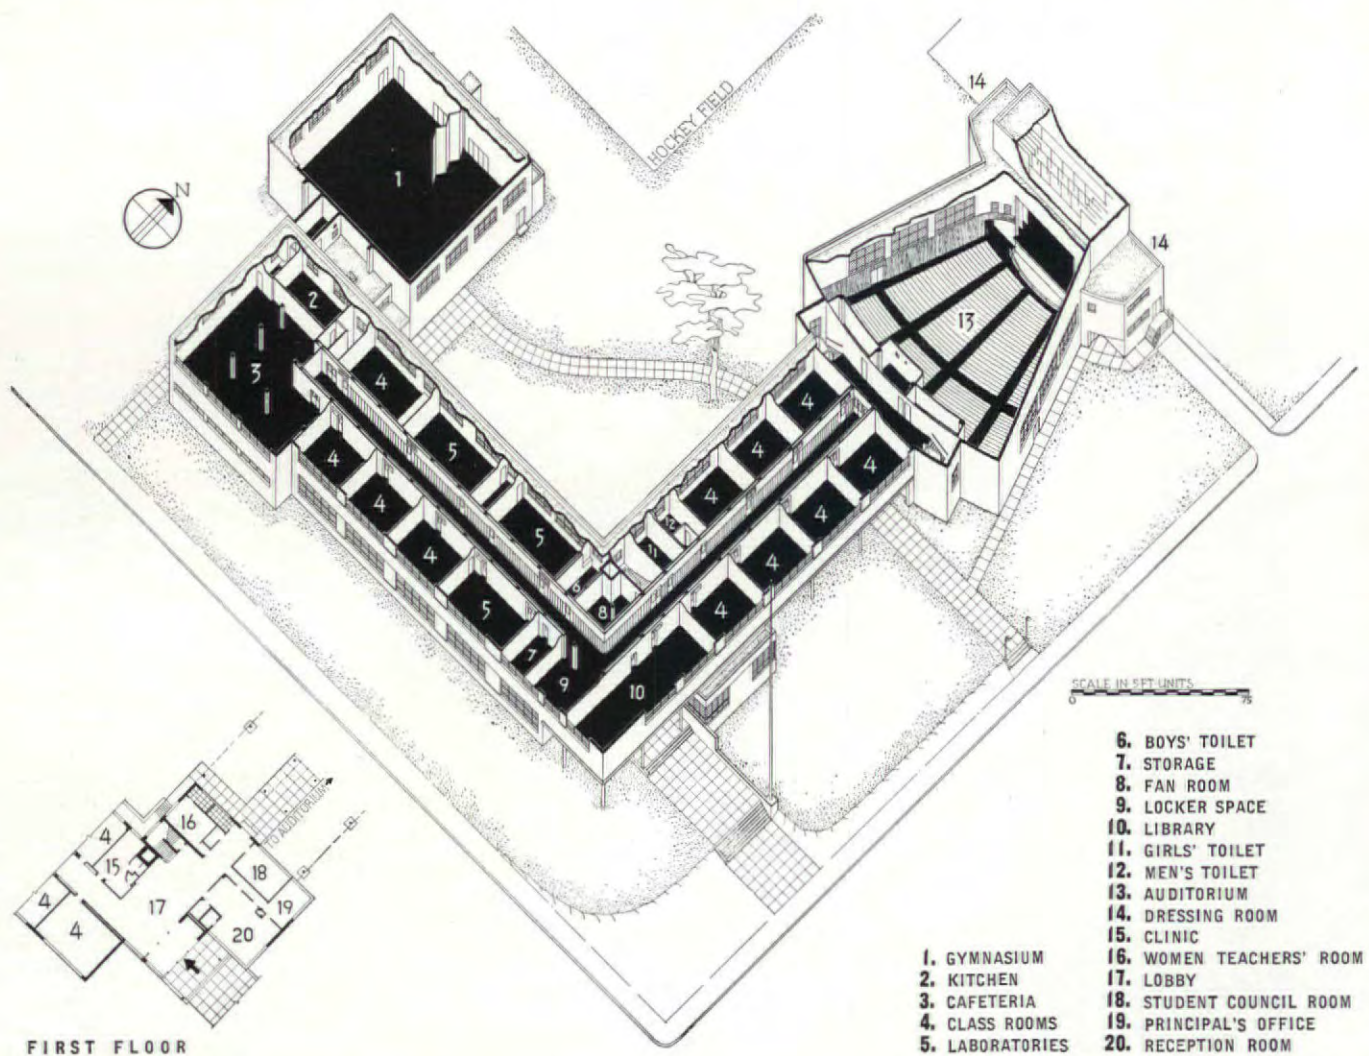 14
HOCKEY FIELD
1
N
14
2
13
4
3
4
5
4
4
4
4
4
12
4
4
5
11
4
4
6
8
4
5
4
7
9
10
SCALE IN 5FT UNITS
0 75
4
16
TO AUDITORIUM
15
18
4
17
19
4
20
FIRST FLOOR
1. GYMNASIUM
2. KITCHEN
3. CAFETERIA
4. CLASS ROOMS
5. LABORATORIES
6. BOYS' TOILET
7. STORAGE
8. FAN ROOM
9. LOCKER SPACE
10. LIBRARY
11. GIRLS' TOILET
12. MEN'S TOILET
13. AUDITORIUM
14. DRESSING ROOM
15. CLINIC
16. WOMEN TEACHERS' ROOM
17. LOBBY
18. STUDENT COUNCIL ROOM
19. PRINCIPAL'S OFFICE
20. RECEPTION ROOM